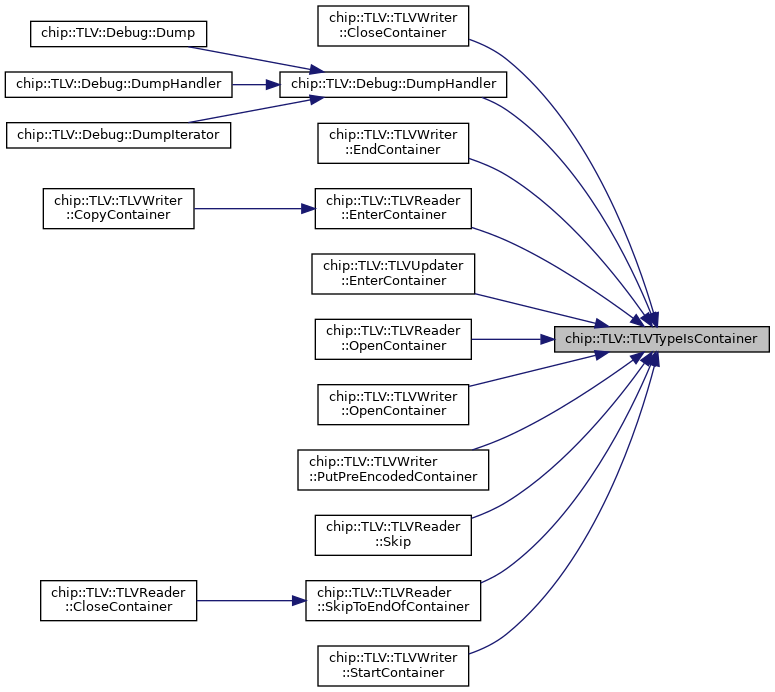 chip::TLV::TLVWriter
::CloseContainer
chip::TLV::Debug::Dump
chip::TLV::Debug::DumpHandler
chip::TLV::Debug::DumpHandler
chip::TLV::Debug::DumpIterator
chip::TLV::TLVWriter
::EndContainer
chip::TLV::TLVWriter
::CopyContainer
chip::TLV::TLVReader
::EnterContainer
chip::TLV::TLVUpdater
::EnterContainer
chip::TLV::TLVReader
::OpenContainer
chip::TLV::TLVTypeIsContainer
chip::TLV::TLVWriter
::OpenContainer
chip::TLV::TLVWriter
::PutPreEncodedContainer
chip::TLV::TLVReader
::Skip
chip::TLV::TLVReader
::CloseContainer
chip::TLV::TLVReader
::SkipToEndOfContainer
chip::TLV::TLVWriter
::StartContainer